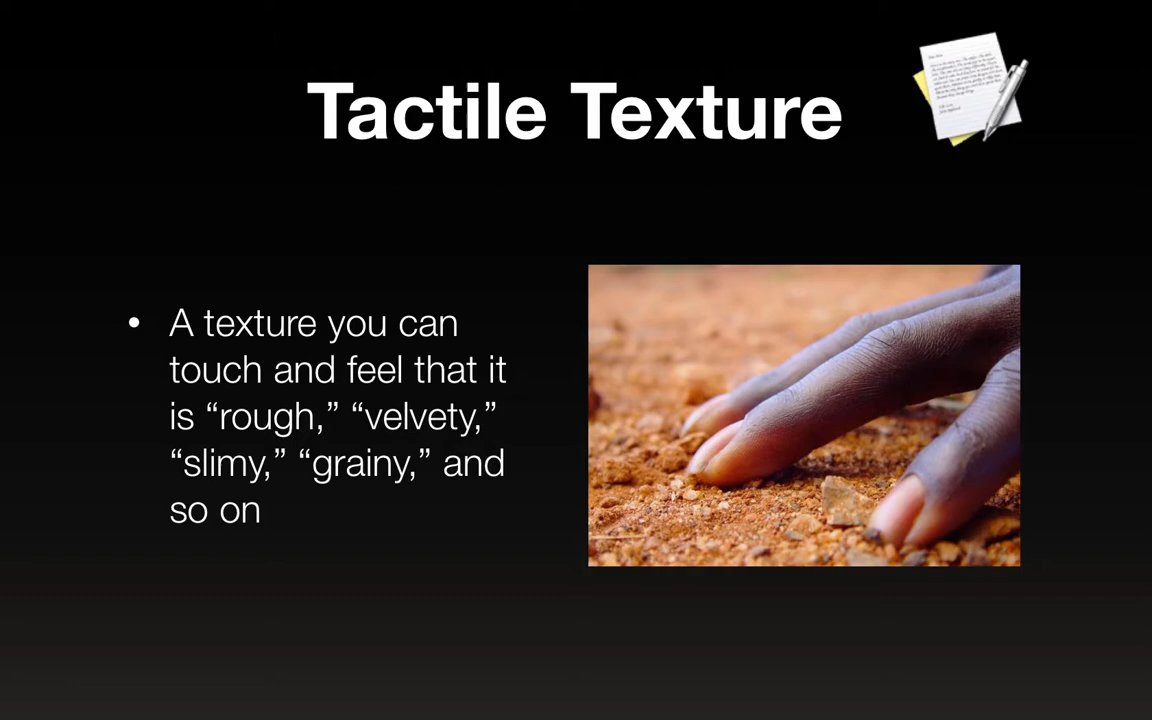 Tactile Texture
• A texture you can
touch and feel that it
is “rough,” “velvety,”
“slimy,” “grainy,” and
so on